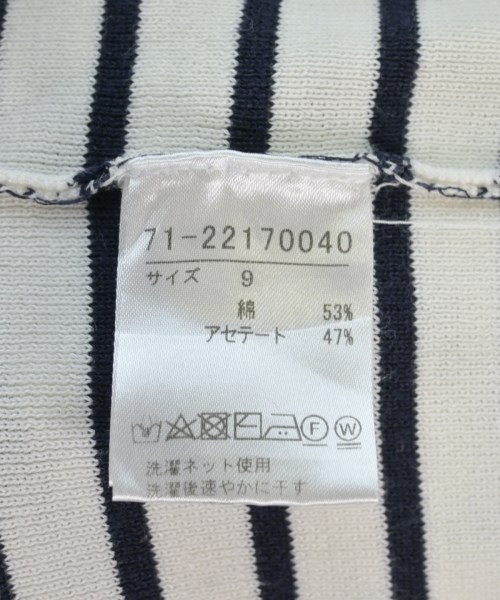 71-22170040
サイズ 9
綿 53%
アセテート 47%
F W
洗濯ネット使用
洗濯後速やかに干す